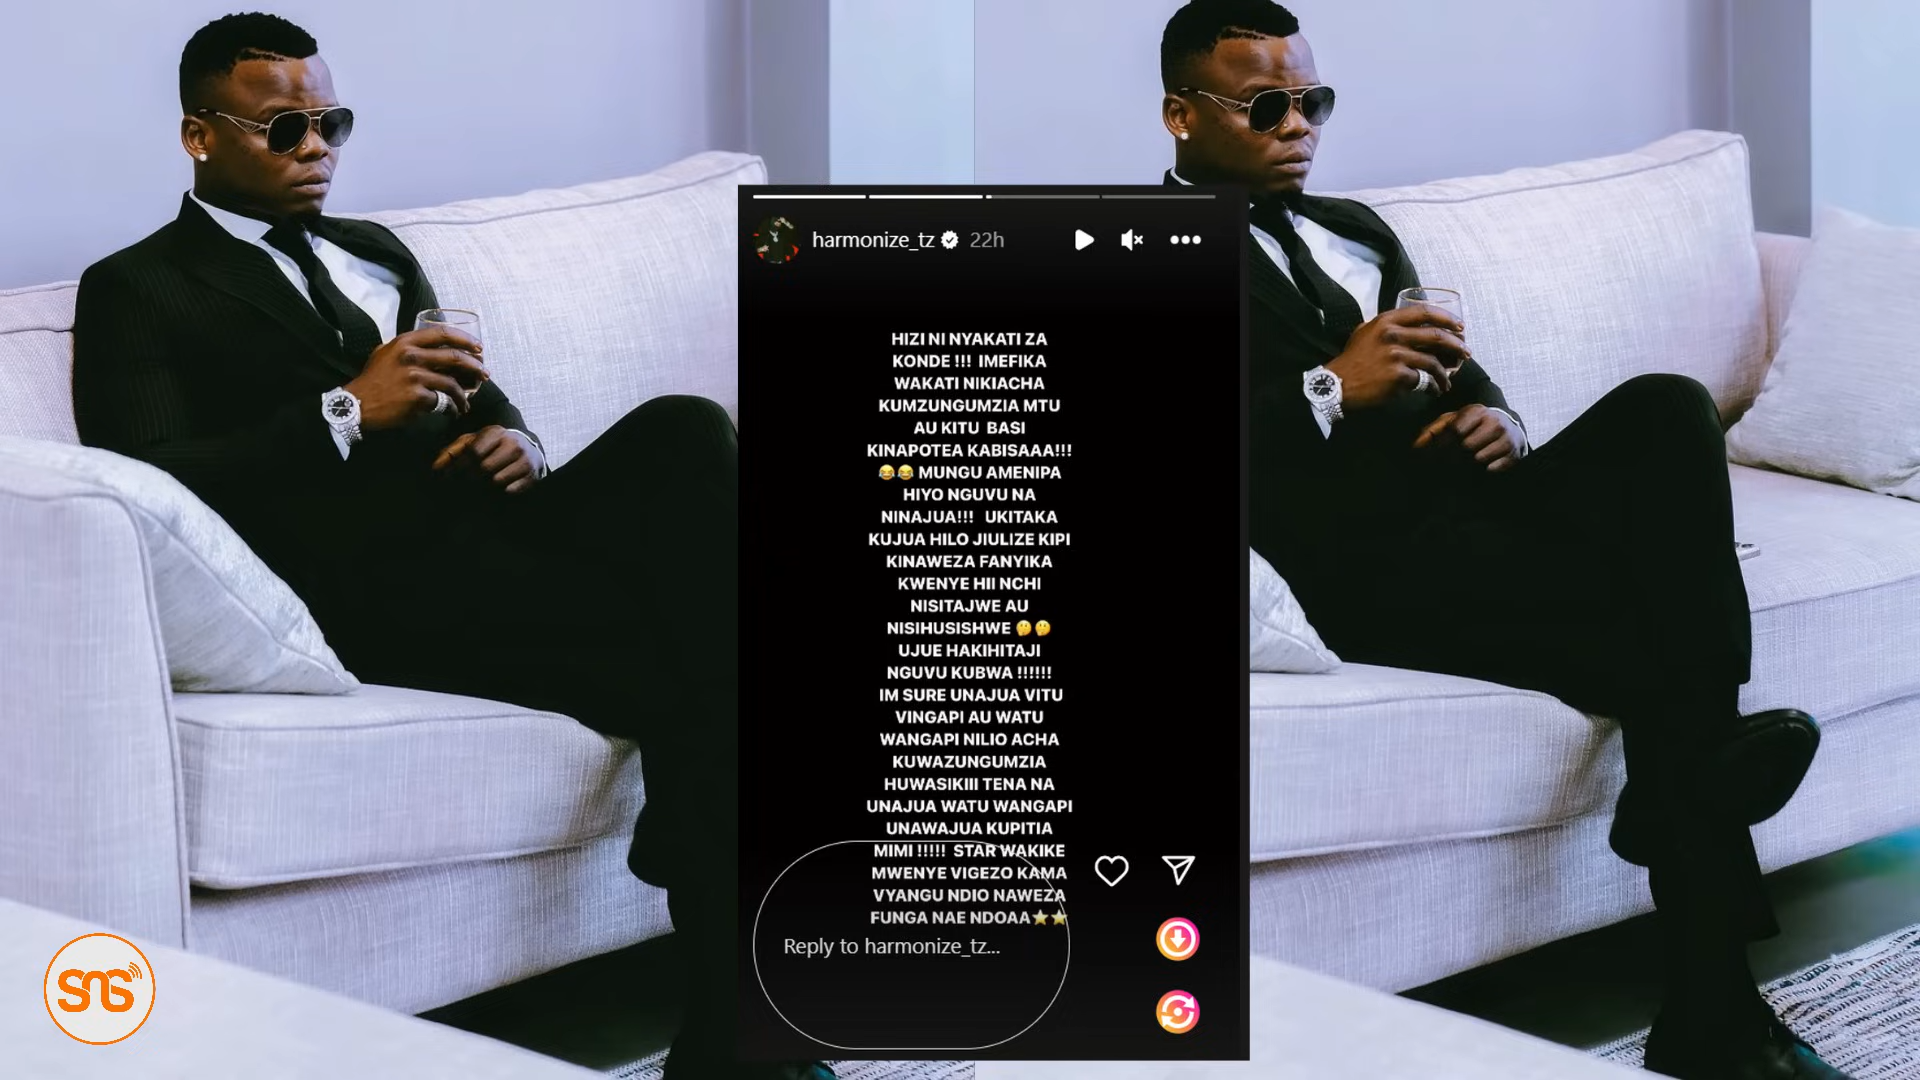 harmonize_tz 22h
HIZI NI NYAKATI ZA
KONDE !!! IMEFIKA
WAKATI NIKIACHA
KUMZUNGUMZIA MTU
AU KITU BASI
KINAPOTEA KABISAAA!!!
😂😂 MUNGU AMENIPA
HIYO NGUVU NA
NINAJUA!!! UKITAKA
KUJUA HILO JIULIZE KIPI
KINAWEZA FANYIKA
KWENYE HII NCHI
NISITAJWE AU
NISIHUSISHWE 🤔🤔
UJUE HAKIHITAJI
NGUVU KUBWA !!!!!!
IM SURE UNAJUA VITU
VINGAPI AU WATU
WANGAPI NILIO ACHA
KUWAZUNGUMZIA
HUWASIKIII TENA NA
UNAJUA WATU WANGAPI
UNAWAJUA KUPITIA
MIMI !!!!! STAR WAKIKE
MWENYE VIGEZO KAMA
VYANGU NDIO NAWEZA
FUNGA NAE NDOAA⭐⭐
Reply to harmonize_tz...
SNS